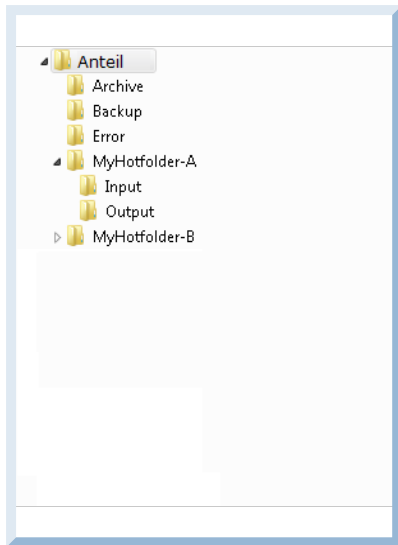 Anteil
Archive
Backup
Error
MyHotfolder-A
Input
Output
MyHotfolder-B